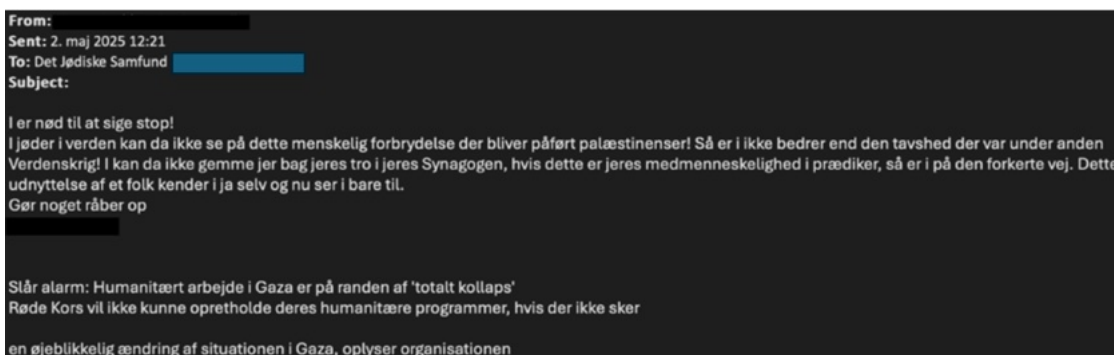 From:
Sent: 2. maj 2025 12:21
To: Det Jødiske Samfund
Subject:
I er nød til at sige stop!
I jøder i verden kan da ikke se på dette menskelig forbrydelse der bliver påført palæstinenser! Så er i ikke bedrer end den tavshed der var under anden
Verdenskrig! I kan da ikke gemme jer bag jeres tro i jeres Synagogen, hvis dette er jeres medmenneskelighed i prædiker, så er i på den forkerte vej. Dette
udnyttelse af et folk kender i ja selv og nu ser i bare til.
Gør noget råber op
Slår alarm: Humanitært arbejde i Gaza er på randen af 'totalt kollaps'
Røde Kors vil ikke kunne opretholde deres humanitære programmer, hvis der ikke sker
en øjeblikkelig ændring af situationen i Gaza, oplyser organisationen